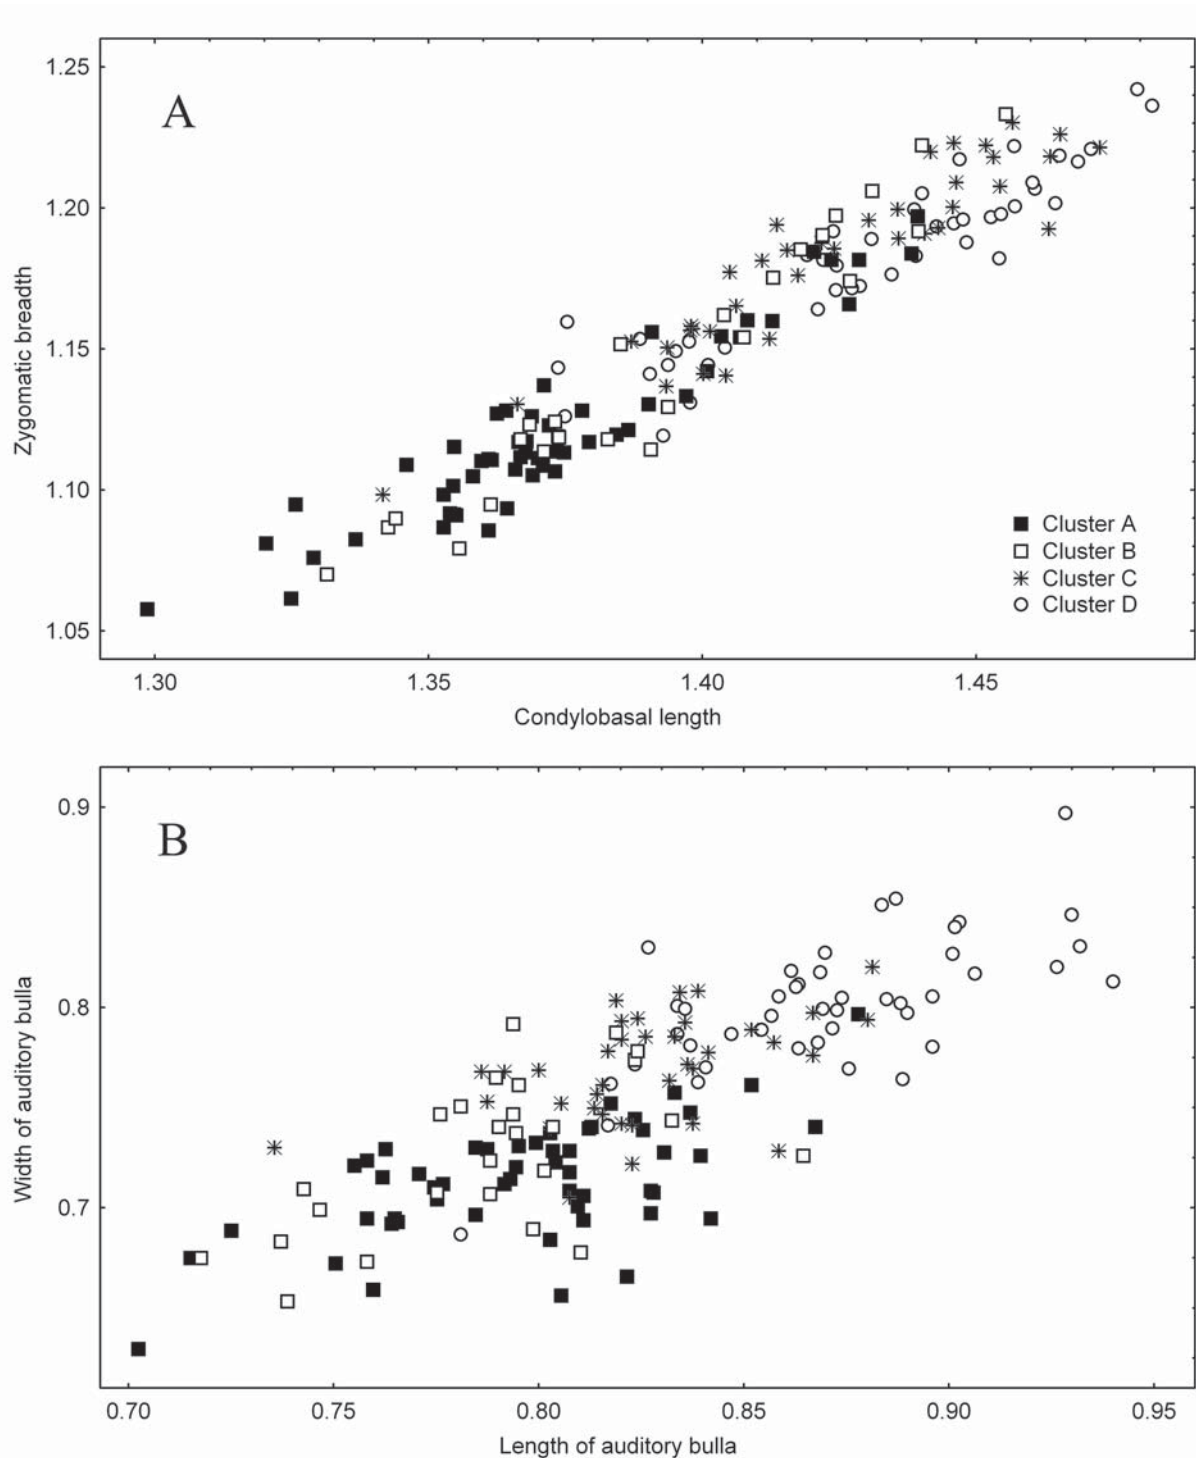 1.25
A
1.20
Zygomatic breadth
1.15
1.10
Cluster A
Cluster B
Cluster C
Cluster D
1.05
1.30 1.35 1.40 1.45
Condylobasal length
0.9
B
Width of auditory bulla
0.8
0.7
0.70 0.75 0.80 0.85 0.90 0.95
Length of auditory bulla